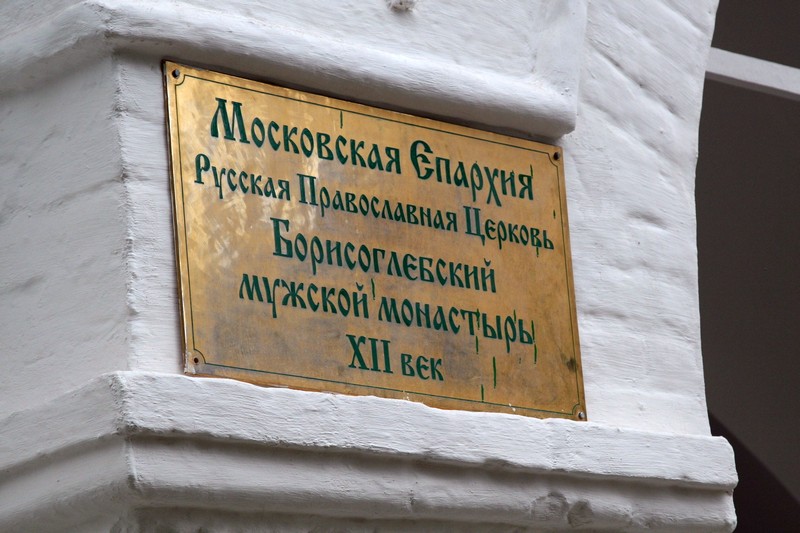 Московская Епархия
Русская Православная Церковь
Борисоглебский
мужской монастырь
XII век